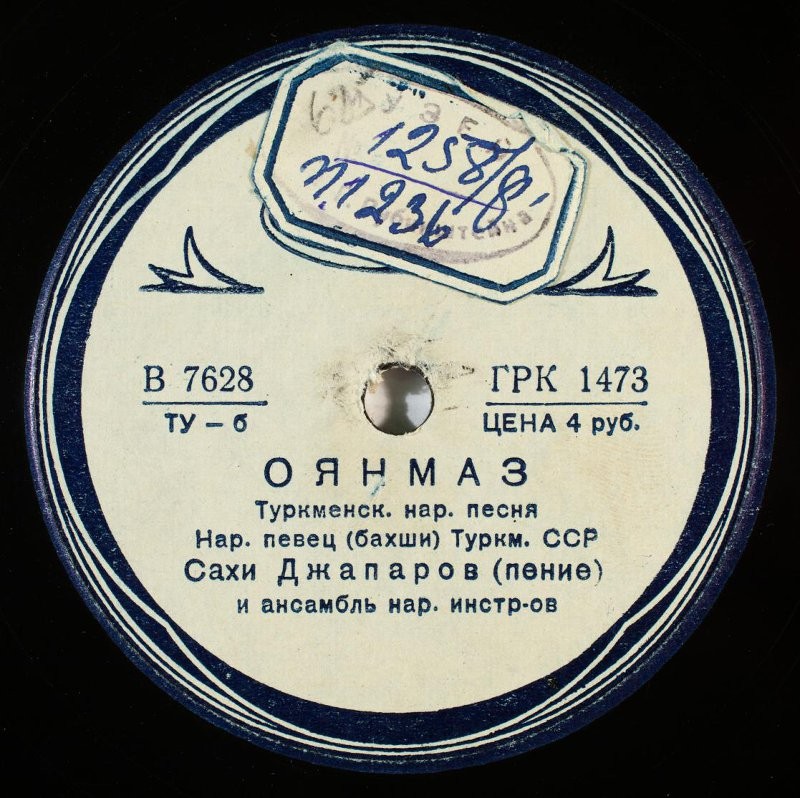 1258/8
п.1236
В 7628
ТУ – б
ГРК 1473
ЦЕНА 4 руб.
ОЯНМАЗ
Туркменск. нар. песня
Нар. певец (бахши) Туркм. ССР
Сахи Джапаров (пение)
и ансамбль нар. инстр-ов